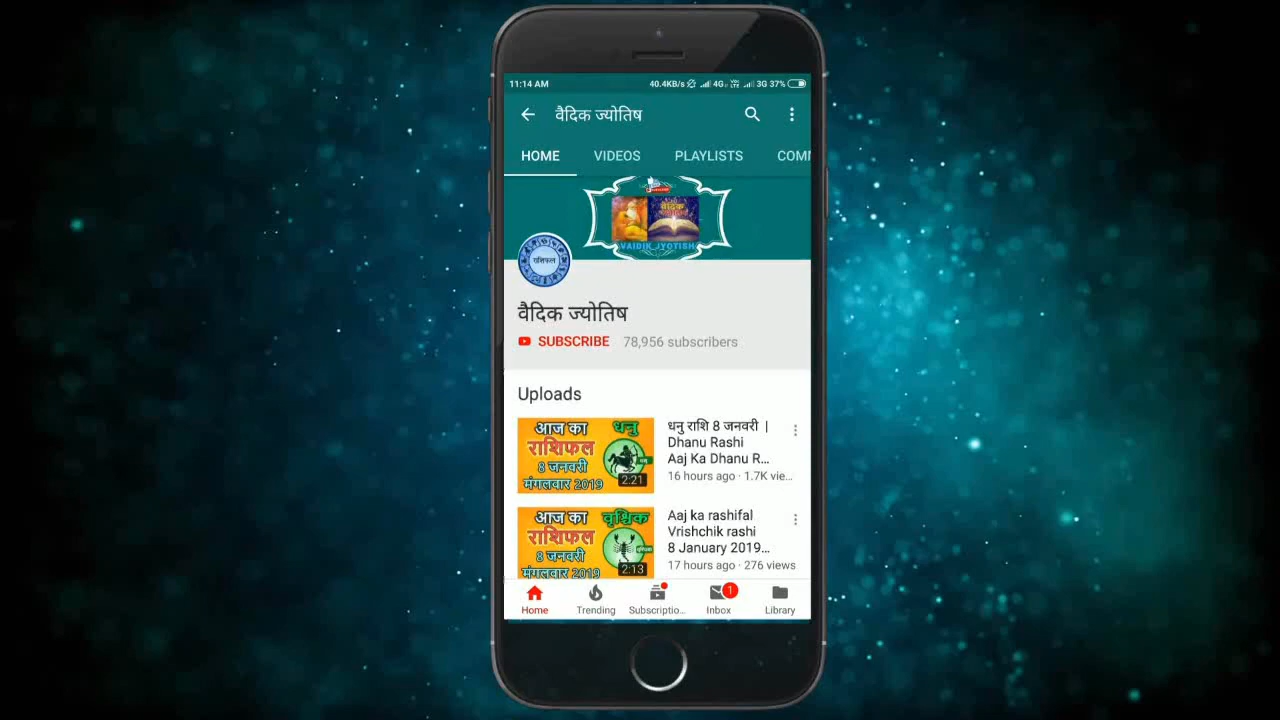 11:14 AM
40.4KB/s 4G 3G 37%
वैदिक ज्योतिष
HOME VIDEOS PLAYLISTS COMM
वैदिक
VAIDIK JYOTISH
राशिफल
वैदिक ज्योतिष
SUBSCRIBE 78,956 subscribers
Uploads
आज का धनु
राशिफल
8 जनवरी
मंगलवार 2019
2:21
धनु राशि 8 जनवरी |
Dhanu Rashi
Aaj Ka Dhanu R...
16 hours ago · 1.7K vie...
आज का वृश्चिक
राशिफल
8 जनवरी
मंगलवार 2019
2:13
Aaj ka rashifal
Vrishchik rashi
8 January 2019...
17 hours ago · 276 views
1
Home Trending Subscriptio... Inbox Library